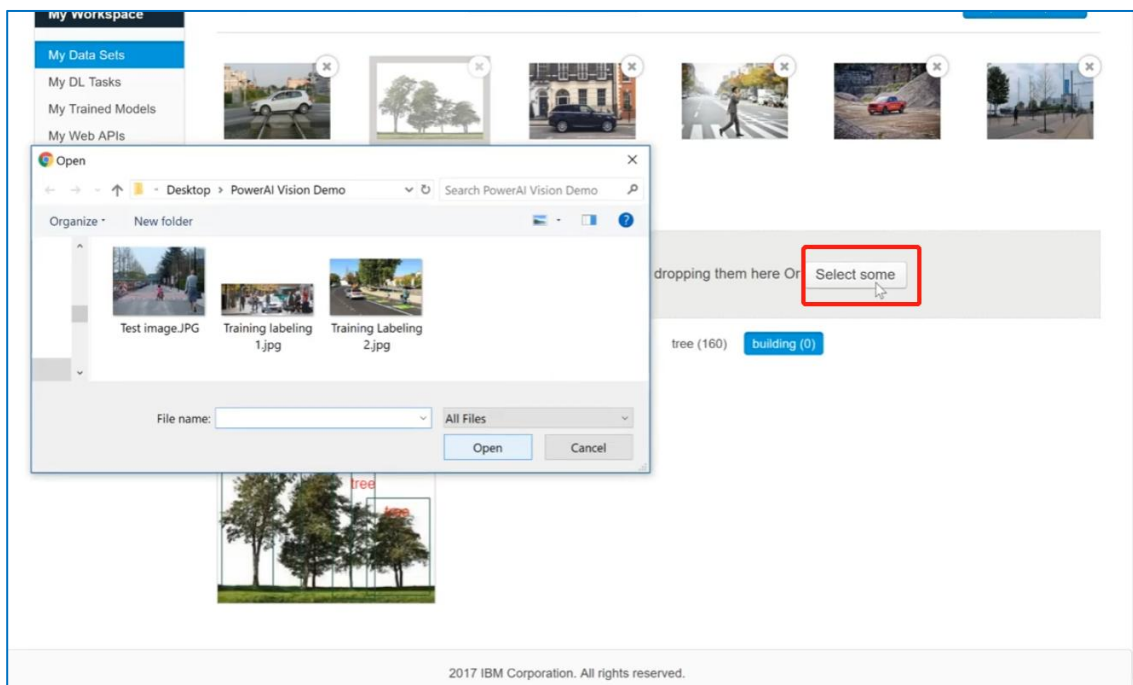 My Workspace
My Data Sets
My DL Tasks
My Trained Models
My Web APIs
Open
Desktop > PowerAI Vision Demo
Search PowerAI Vision Demo
Organize
New folder
Test image.JPG
Training labeling
1.jpg
Training Labeling
2.jpg
File name:
All Files
Open
Cancel
dropping them here Or
Select some
tree (160)
building (0)
tree
tree
2017 IBM Corporation. All rights reserved.